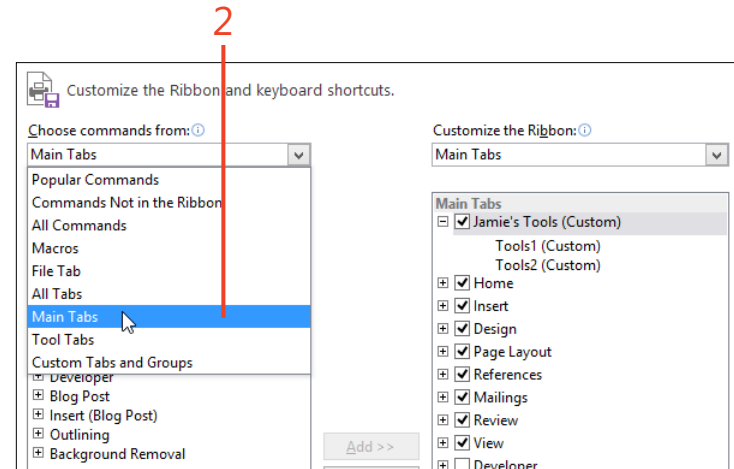 2
Customize the Ribbon and keyboard shortcuts.
Choose commands from:
Main Tabs
Popular Commands
Commands Not in the Ribbon
All Commands
Macros
File Tab
All Tabs
Main Tabs
Tool Tabs
Custom Tabs and Groups
Developer
Blog Post
Insert (Blog Post)
Outlining
Background Removal
Add >>
Customize the Ribbon:
Main Tabs
Main Tabs
Jamie's Tools (Custom)
Tools1 (Custom)
Tools2 (Custom)
Home
Insert
Design
Page Layout
References
Mailings
Review
View
Developer